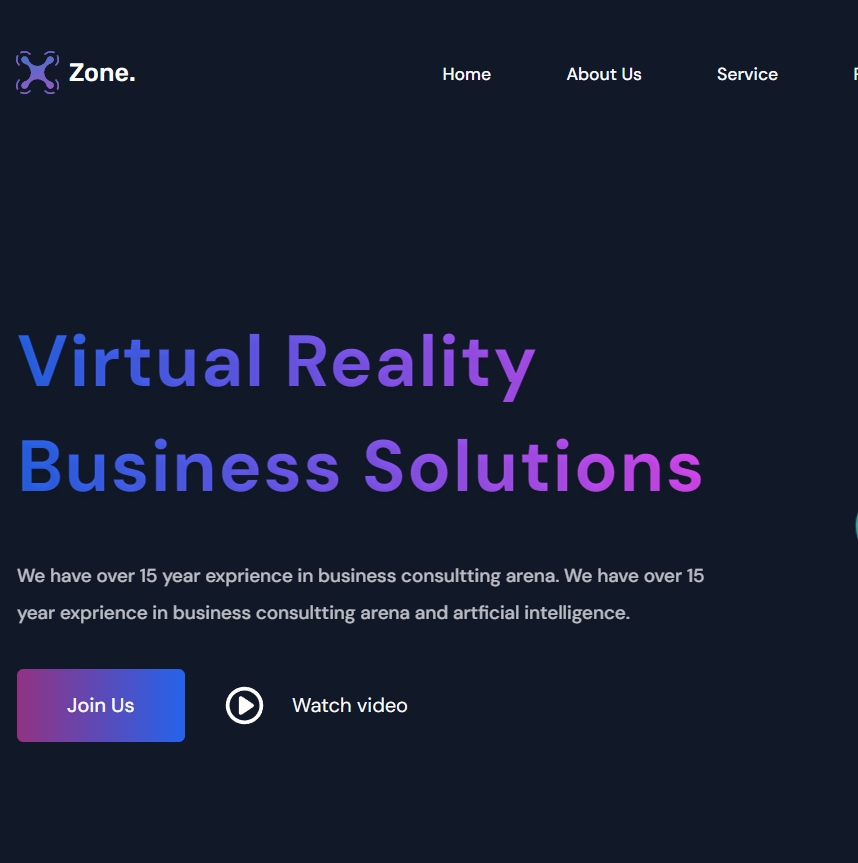 Zone.
Home About Us Service
Virtual Reality
Business Solutions
We have over 15 year exprience in business consultting arena. We have over 15
year exprience in business consultting arena and artficial intelligence.
Join Us Watch video